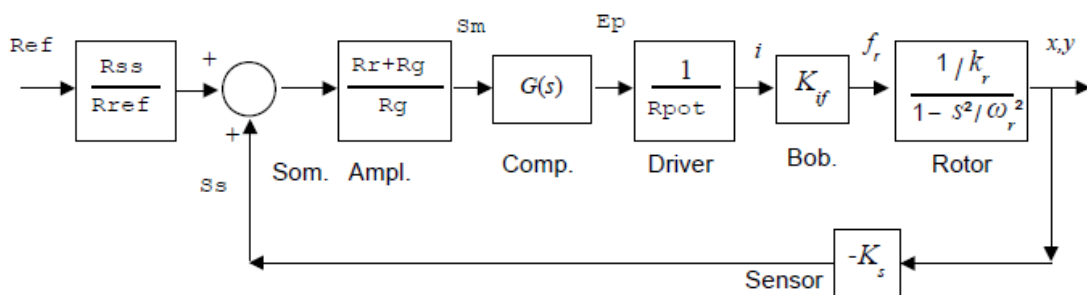 Ref
Rss
Rref
+
+
Ss
Som.
Rr+Rg
Rg
Ampl.
Sm
G(s)
Comp.
Ep
1
Rpot
Driver
i
K_if
Bob.
f_r
1 / k_r
1 - s²/ω_r²
Rotor
x,y
-K_s
Sensor